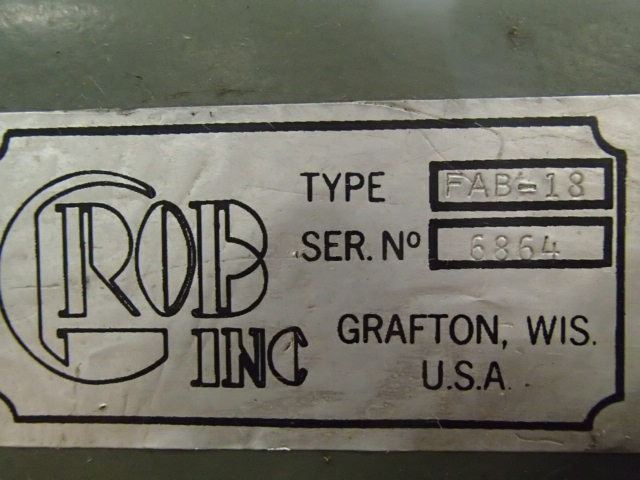 GROB
INC
TYPE FAB-18
SER. Nº 6864
GRAFTON, WIS.
U.S.A.